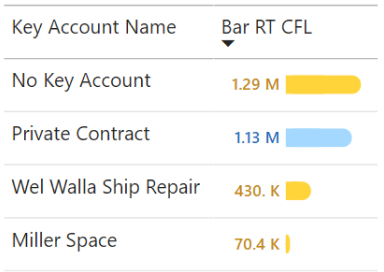 Key Account Name Bar RT CFL
No Key Account 1.29 M
Private Contract 1.13 M
Wel Walla Ship Repair 430. K
Miller Space 70.4 K